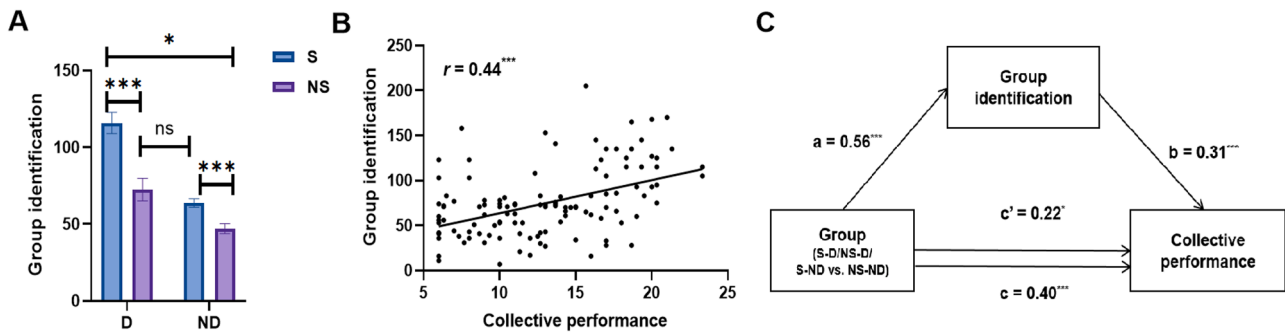 A
*
S
NS
***
ns
***
Group identification
150
100
50
0
D
ND
B
r = 0.44***
Group identification
250
200
150
100
50
0
5
10
15
20
25
Collective performance
C
Group
identification
a = 0.56***
b = 0.31***
c' = 0.22*
Group
(S-D/NS-D/
S-ND vs. NS-ND)
Collective
performance
c = 0.40***